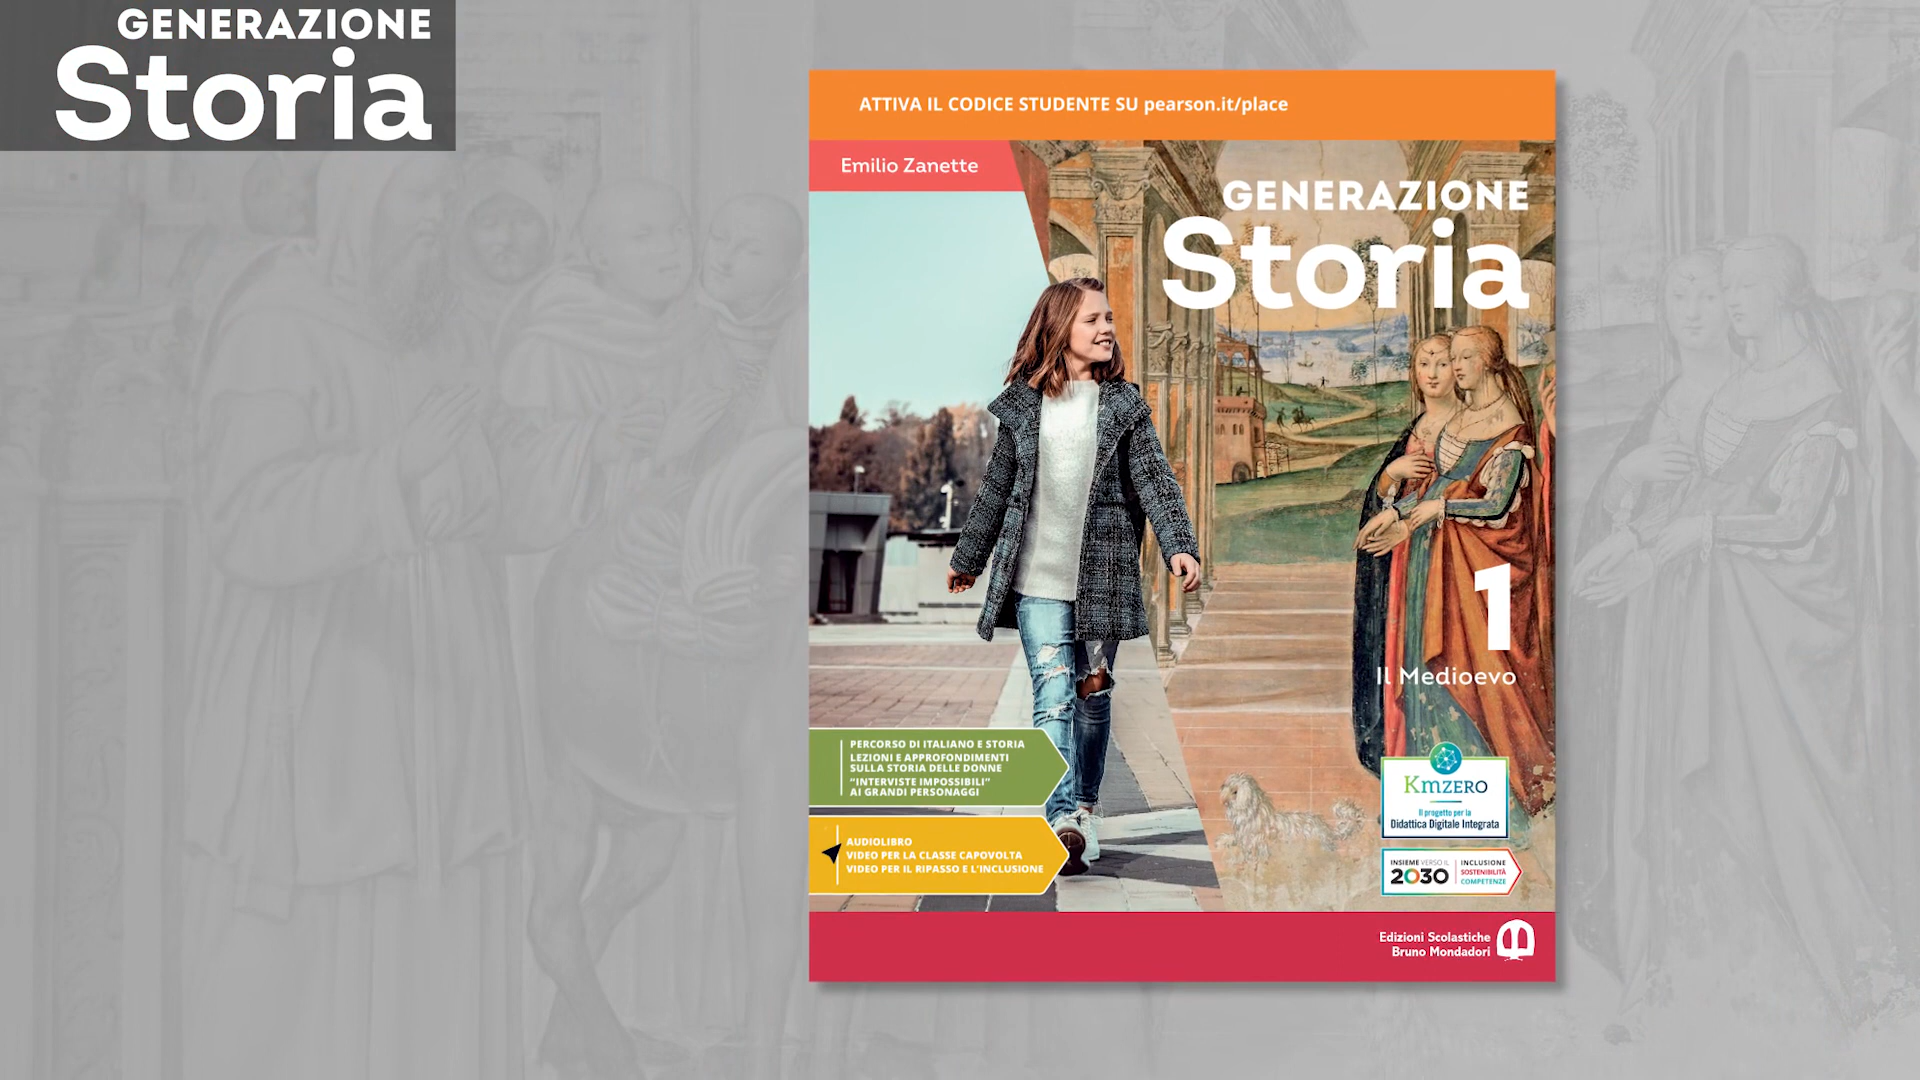 GENERAZIONE
Storia
ATTIVA IL CODICE STUDENTE SU pearson.it/place
Emilio Zanette
GENERAZIONE
Storia
1
Il Medioevo
PERCORSO DI ITALIANO E STORIA
LEZIONI E APPROFONDIMENTI
SULLA STORIA DELLE DONNE
"INTERVISTE IMPOSSIBILI"
AI GRANDI PERSONAGGI
AUDIOLIBRO
VIDEO PER LA CLASSE CAPOVOLTA
VIDEO PER IL RIPASSO E L'INCLUSIONE
KmZERO
Il progetto per la
Didattica Digitale Integrata
INSIEME VERSO IL
2030
INCLUSIONE
SOSTENIBILITÀ
COMPETENZE
Edizioni Scolastiche
Bruno Mondadori